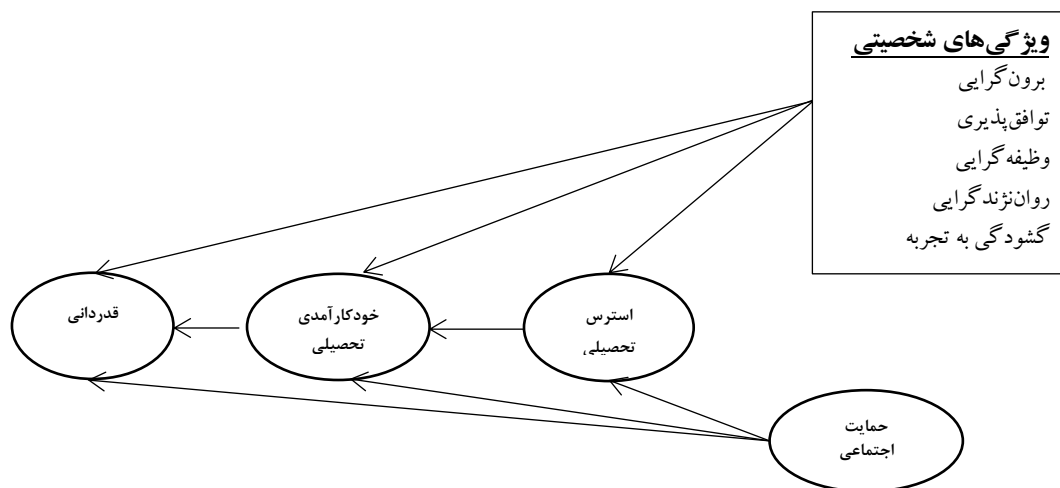 ویژگی‌های شخصیتی
برون‌گرایی
توافق‌پذیری
وظیفه‌گرایی
روان‌نژندگرایی
گشودگی به تجربه
استرس
تحصیلی
خودکارآمدی
تحصیلی
قدردانی
حمایت
اجتماعی